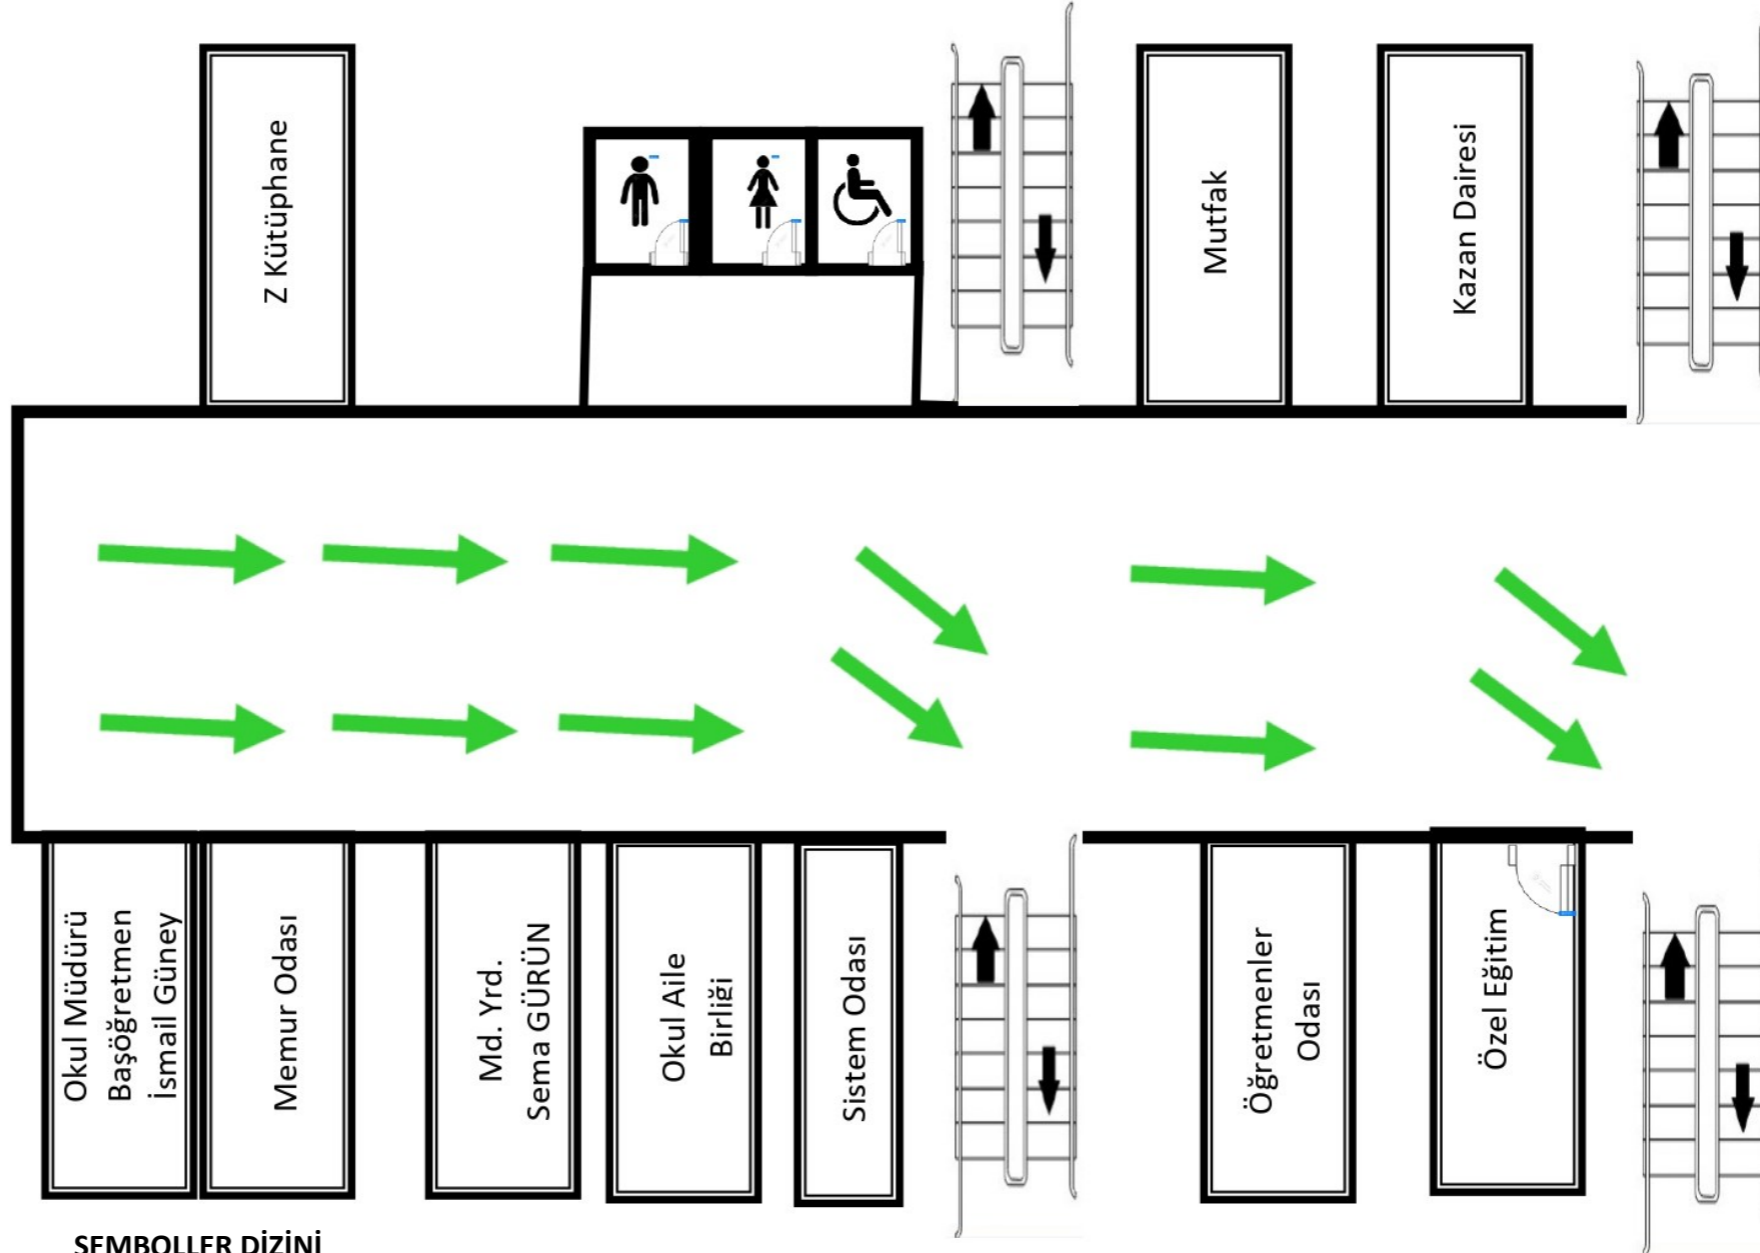 Z Kütüphane
Mutfak
Kazan Dairesi
Okul Müdürü
Başöğretmen
İsmail Güney
Memur Odası
Md. Yrd.
Sema GÜRÜN
Okul Aile
Birliği
Sistem Odası
Öğretmenler
Odası
Özel Eğitim
SEMBOLLER DİZİNİ